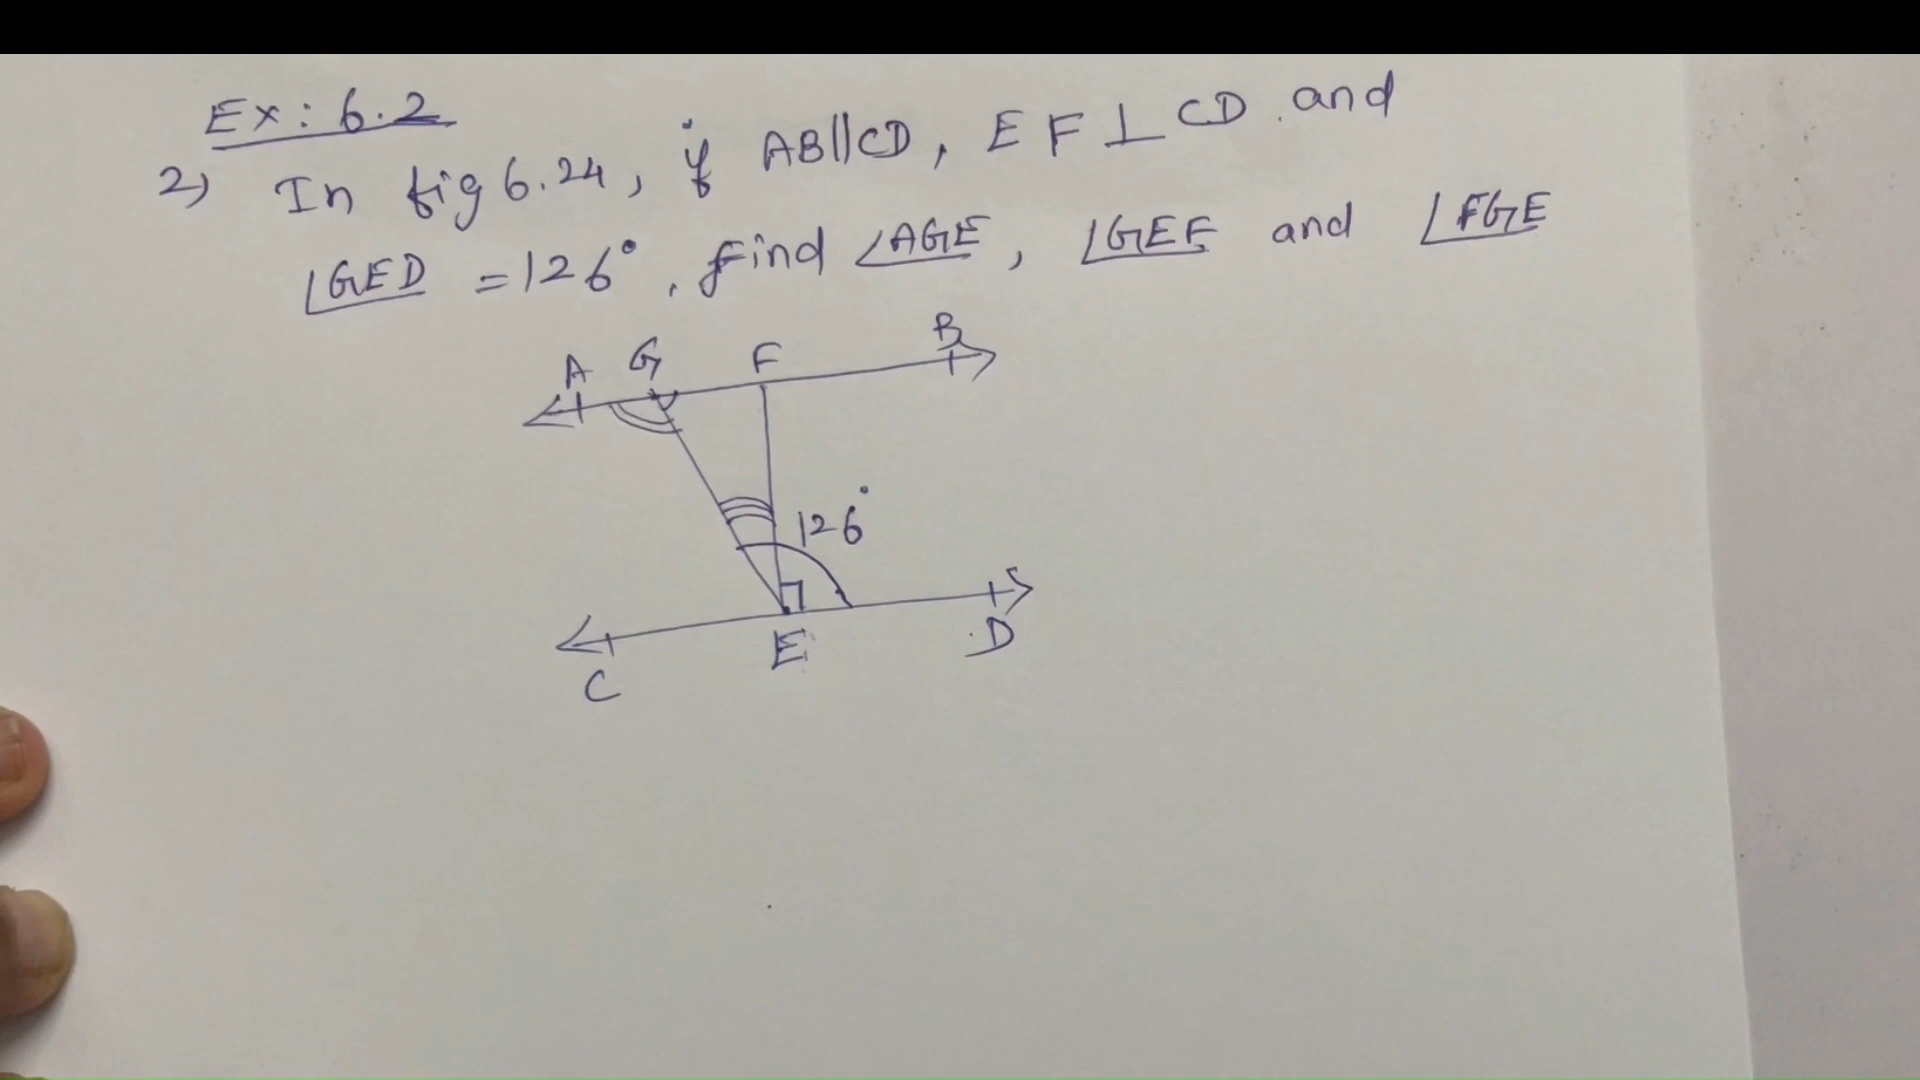 Ex: 6.2
2) In fig 6.24, if AB||CD, EF⊥CD and
∠GED = 126°, find ∠AGE, ∠GEF and ∠FGE
A G F B
126°
E D
C